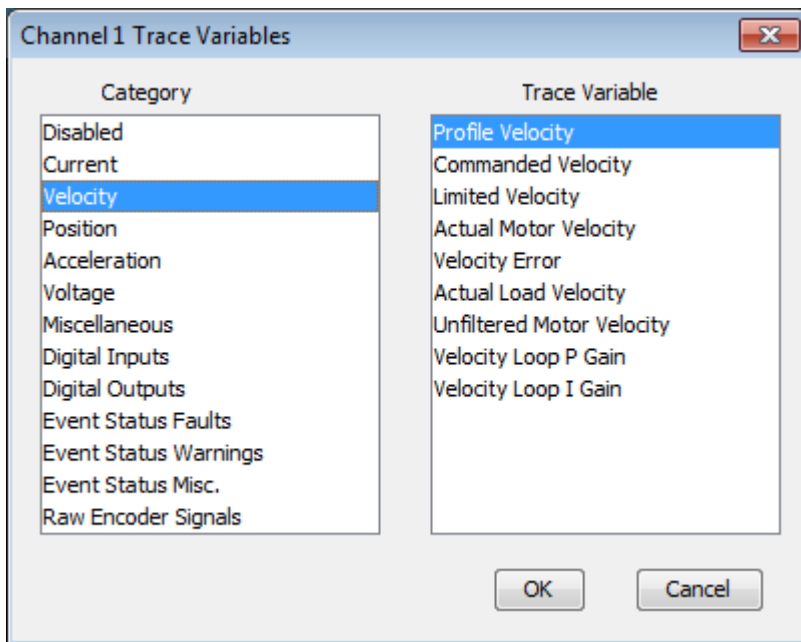 Channel 1 Trace Variables
Category
Disabled
Current
Velocity
Position
Acceleration
Voltage
Miscellaneous
Digital Inputs
Digital Outputs
Event Status Faults
Event Status Warnings
Event Status Misc.
Raw Encoder Signals
Trace Variable
Profile Velocity
Commanded Velocity
Limited Velocity
Actual Motor Velocity
Velocity Error
Actual Load Velocity
Unfiltered Motor Velocity
Velocity Loop P Gain
Velocity Loop I Gain
OK
Cancel